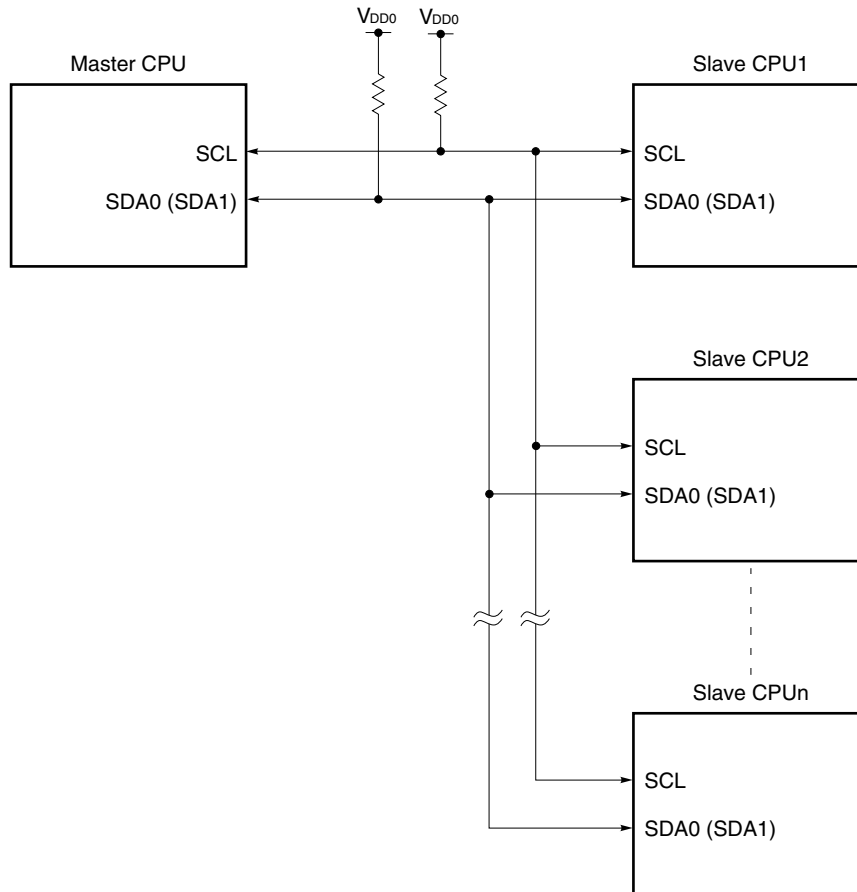 VDD0 VDD0
Master CPU
SCL
SDA0 (SDA1)
Slave CPU1
SCL
SDA0 (SDA1)
Slave CPU2
SCL
SDA0 (SDA1)
Slave CPUn
SCL
SDA0 (SDA1)